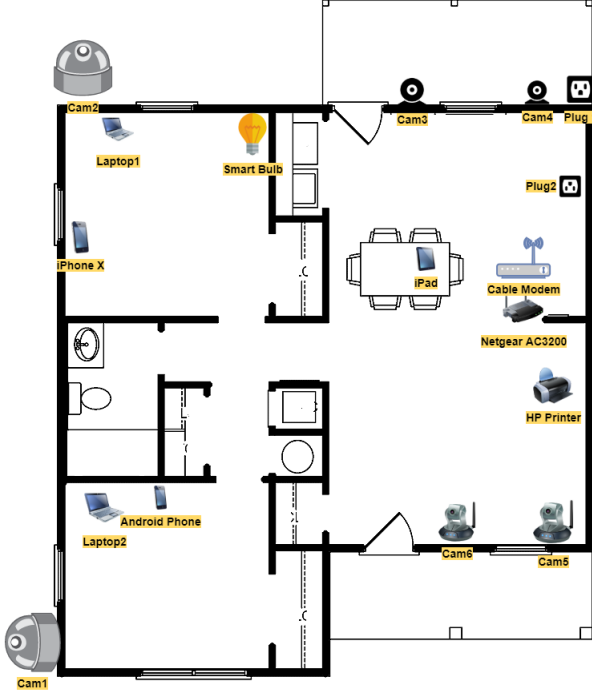 Cam2
Cam3
Cam4
Plug
Laptop1
Smart Bulb
Plug2
iPhone X
iPad
Cable Modem
Netgear AC3200
HP Printer
Android Phone
Laptop2
Cam6
Cam5
Cam1